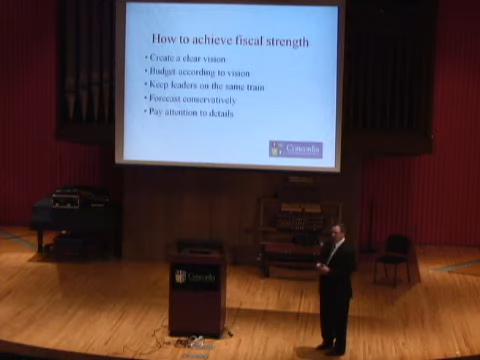 How to achieve fiscal strength
• Create a clear vision
• Budget according to vision
• Keep leaders on the same train
• Forecast conservatively
• Pay attention to details
Concordia
Concordia